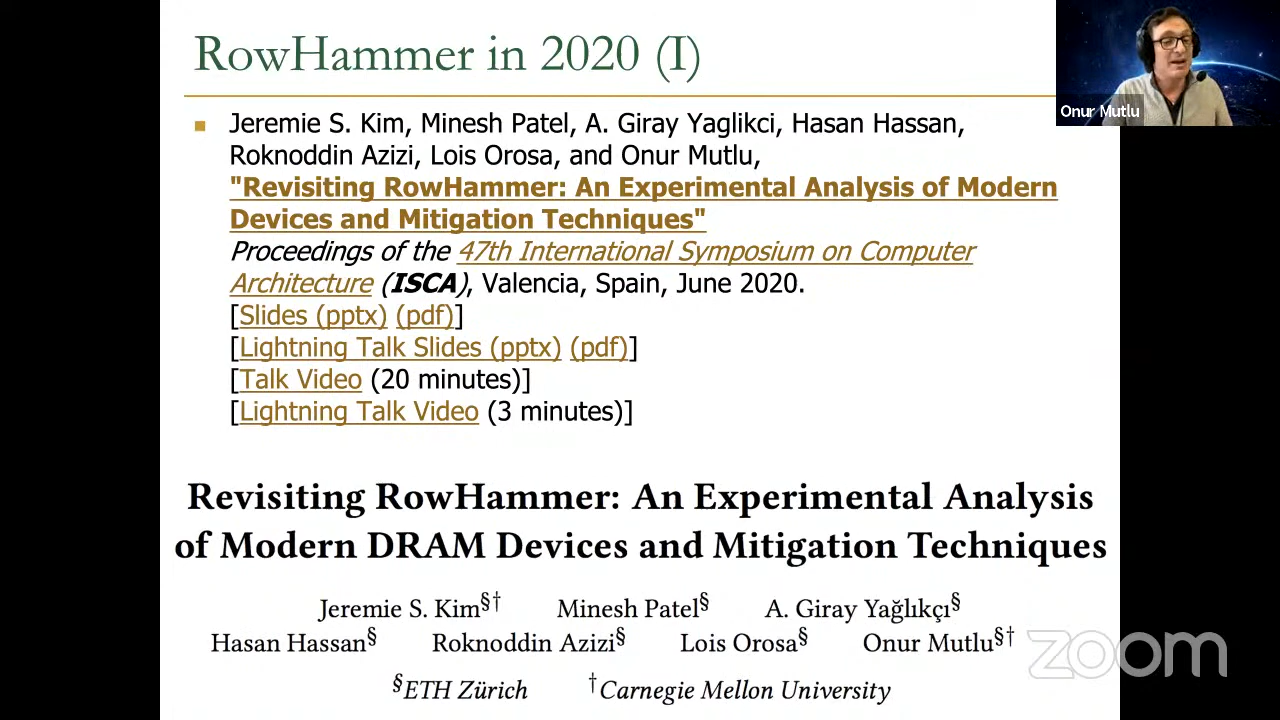 RowHammer in 2020 (I)
Onur Mutlu
■ Jeremie S. Kim, Minesh Patel, A. Giray Yaglikci, Hasan Hassan,
Roknoddin Azizi, Lois Orosa, and Onur Mutlu,
"Revisiting RowHammer: An Experimental Analysis of Modern
Devices and Mitigation Techniques"
Proceedings of the 47th International Symposium on Computer
Architecture (ISCA), Valencia, Spain, June 2020.
[Slides (pptx) (pdf)]
[Lightning Talk Slides (pptx) (pdf)]
[Talk Video (20 minutes)]
[Lightning Talk Video (3 minutes)]
Revisiting RowHammer: An Experimental Analysis
of Modern DRAM Devices and Mitigation Techniques
Jeremie S. Kim§† Minesh Patel§ A. Giray Yağlıkçı§
Hasan Hassan§ Roknoddin Azizi§ Lois Orosa§ Onur Mutlu§†
§ETH Zürich †Carnegie Mellon University
zoom